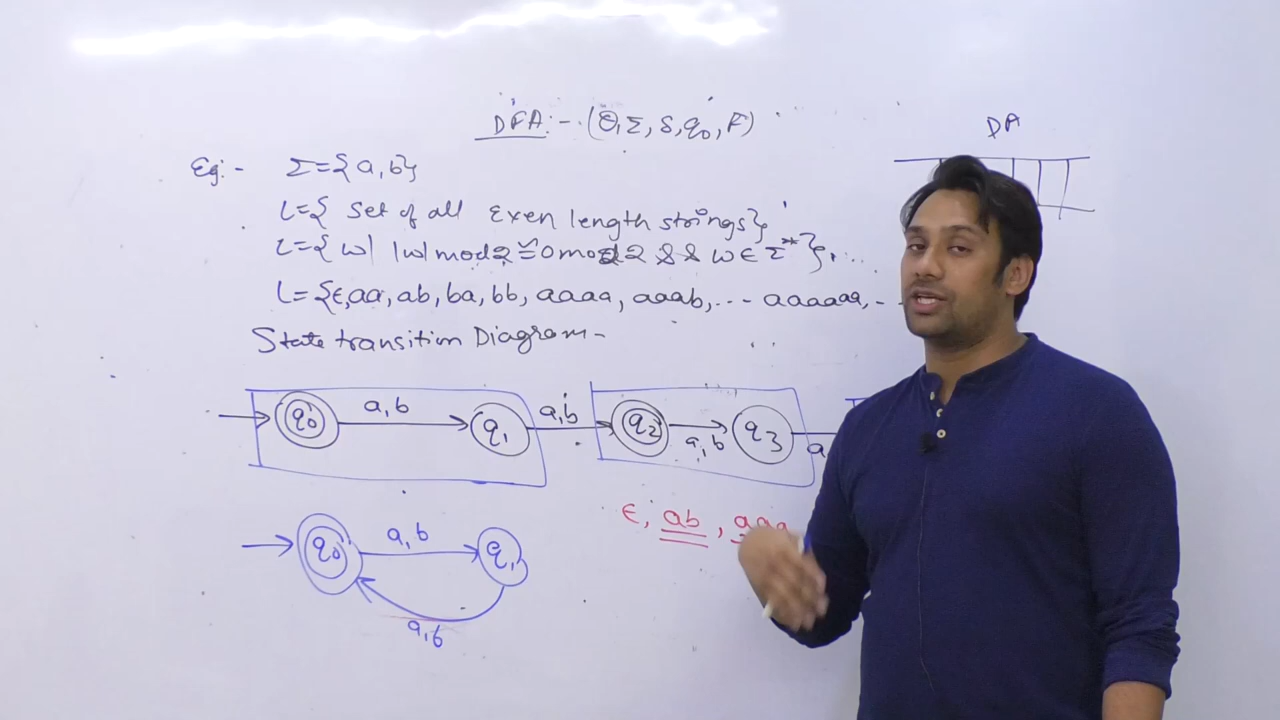 DFA:- (Q, Σ, δ, q0, F)
DA
Eg:- Σ={a,b}
L={ Set of all Even length strings}
L={ w| |w| mod 2 ≅ 0 mod 2 && w ∈ Σ* }
L={ϵ,aa,ab,ba,bb,aaaa,aaab,--- aaaaaa,--
State transition Diagram-
q0 a,b q1 a,b q2 a,b q3 a
ϵ, ab, aaa
q0 a,b q1
a,b